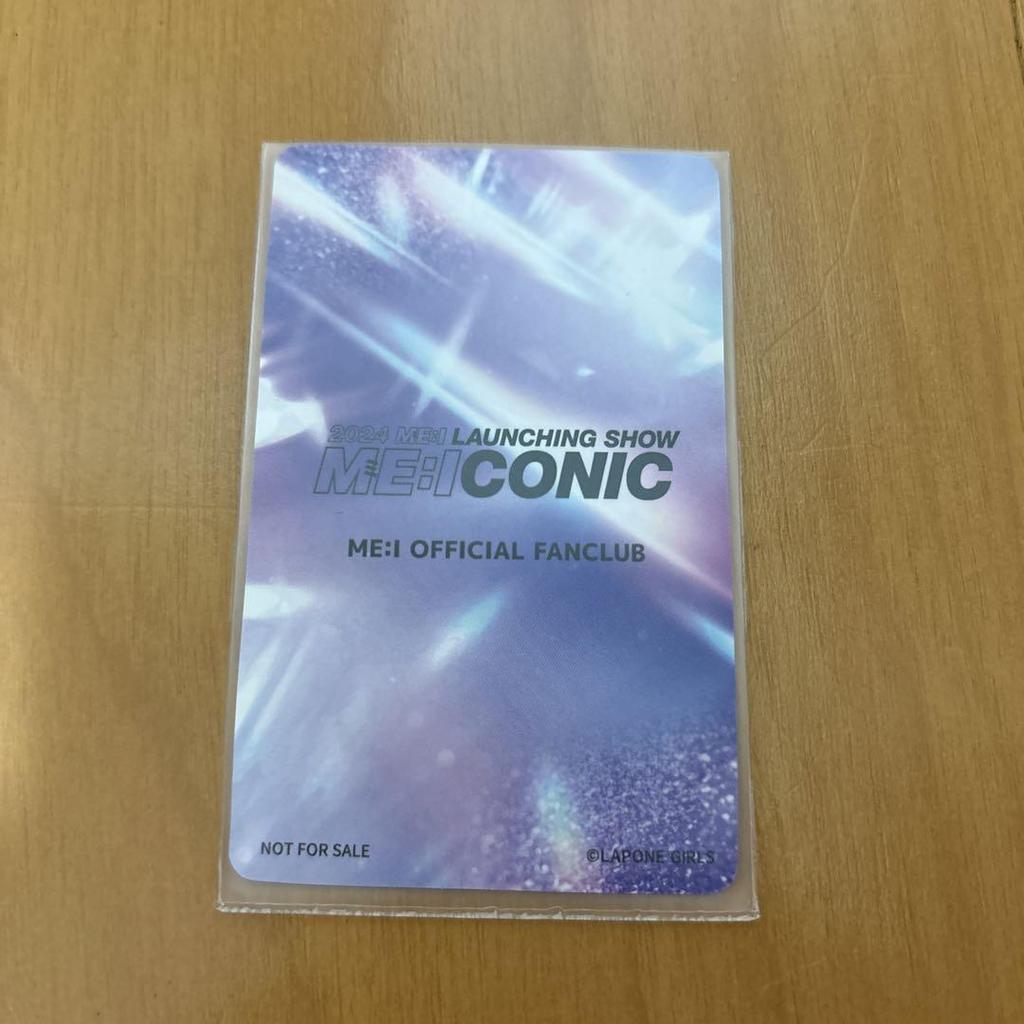 2024 ME:I LAUNCHING SHOW
ME:ICONIC
ME:I OFFICIAL FANCLUB
NOT FOR SALE
©LAPONE GIRLS